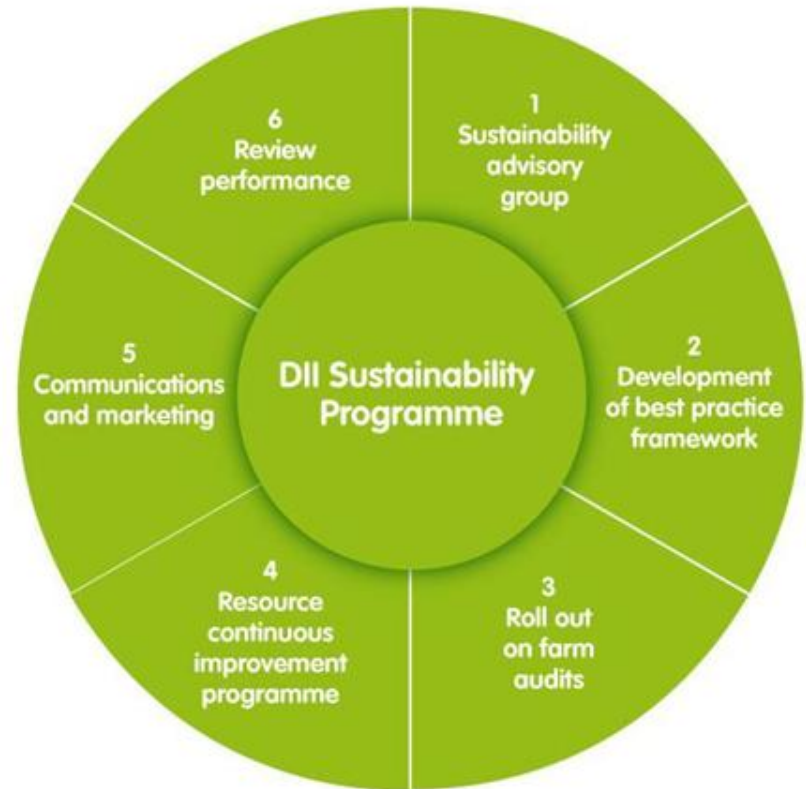 1
Sustainability
advisory
group
2
Development
of best practice
framework
3
Roll out
on farm
audits
4
Resource
continuous
improvement
programme
5
Communications
and marketing
6
Review
performance
DII Sustainability
Programme